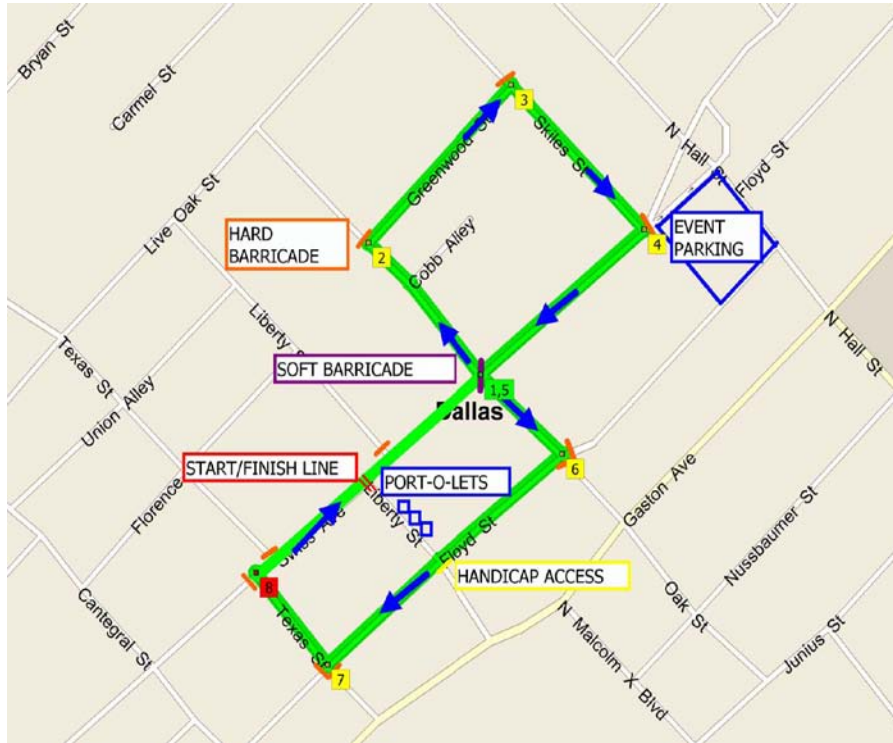 Bryan St
Carmel St
3
Greenwood St
Skiles St
N Hall St
Floyd St
Live Oak St
HARD
BARRICADE
2
Cobb Alley
4
EVENT
PARKING
Liberty St
N Hall St
Texas St
SOFT BARRICADE
1,5
Dallas
Union Alley
START/FINISH LINE
PORT-O-LETS
6
Gaston Ave
Florence
Liberty St
Nussbaumer St
Swiss Ave
Floyd St
HANDICAP ACCESS
8
Cantegral St
Texas St
Oak St
N Malcolm X Blvd
Junius St
7